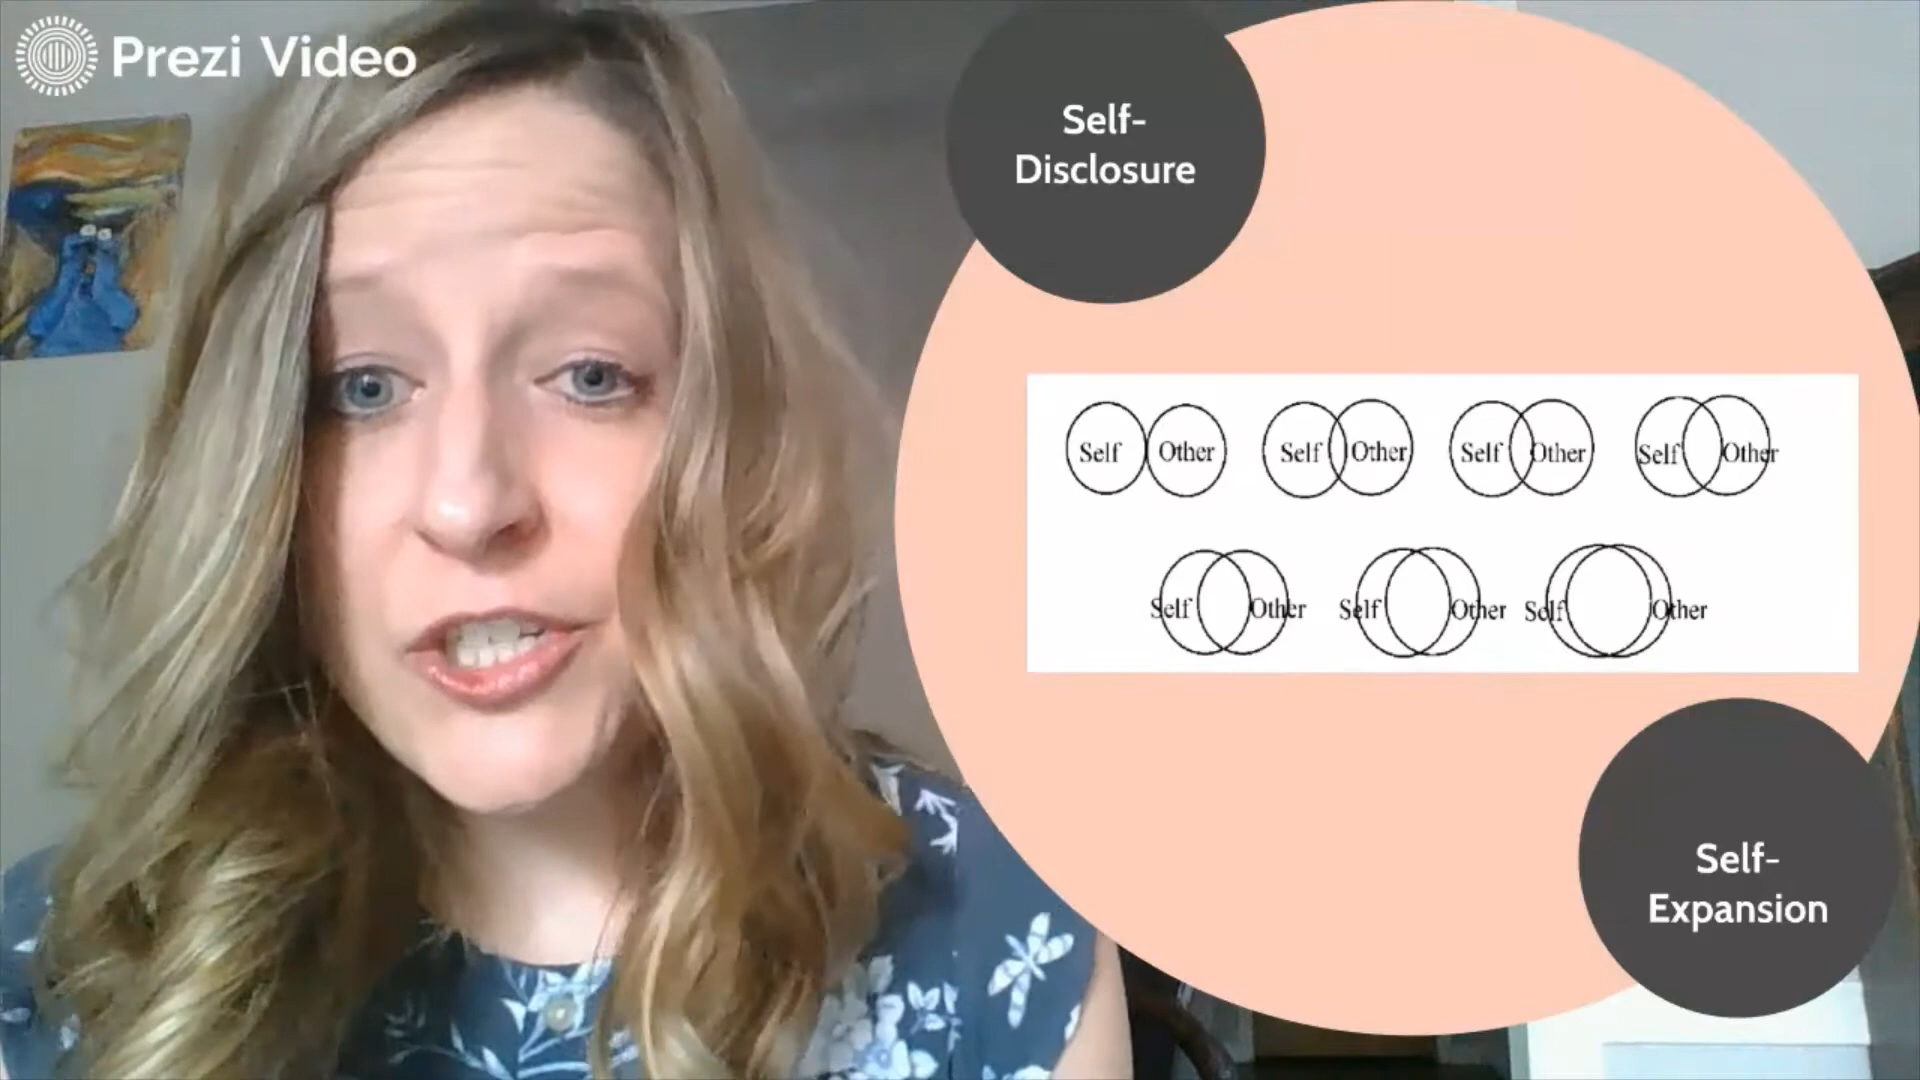 Prezi Video
Self-
Disclosure
Self Other Self Other Self Other Self Other
Self Other Self Other Self Other
Self-
Expansion